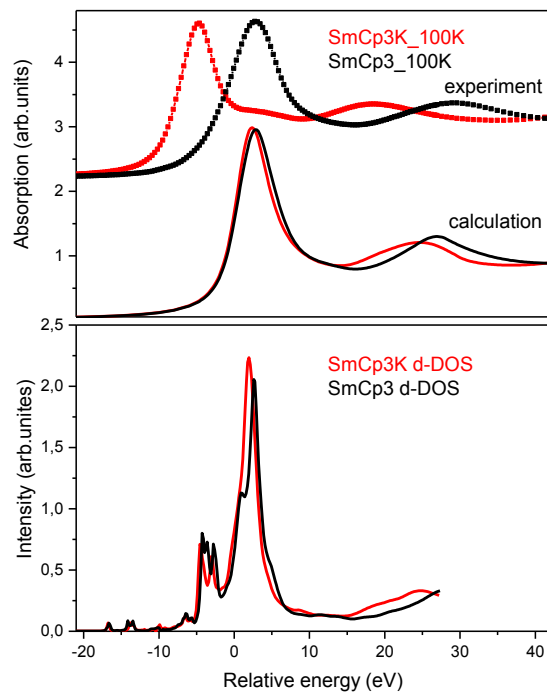 SmCp3K_100K
SmCp3_100K
experiment
4
3
2
1
Absorption (arb.units)
calculation
2,5
2,0
1,5
1,0
0,5
0,0
Intensity (arb.unites)
SmCp3K d-DOS
SmCp3 d-DOS
-20 -10 0 10 20 30 40
Relative energy (eV)